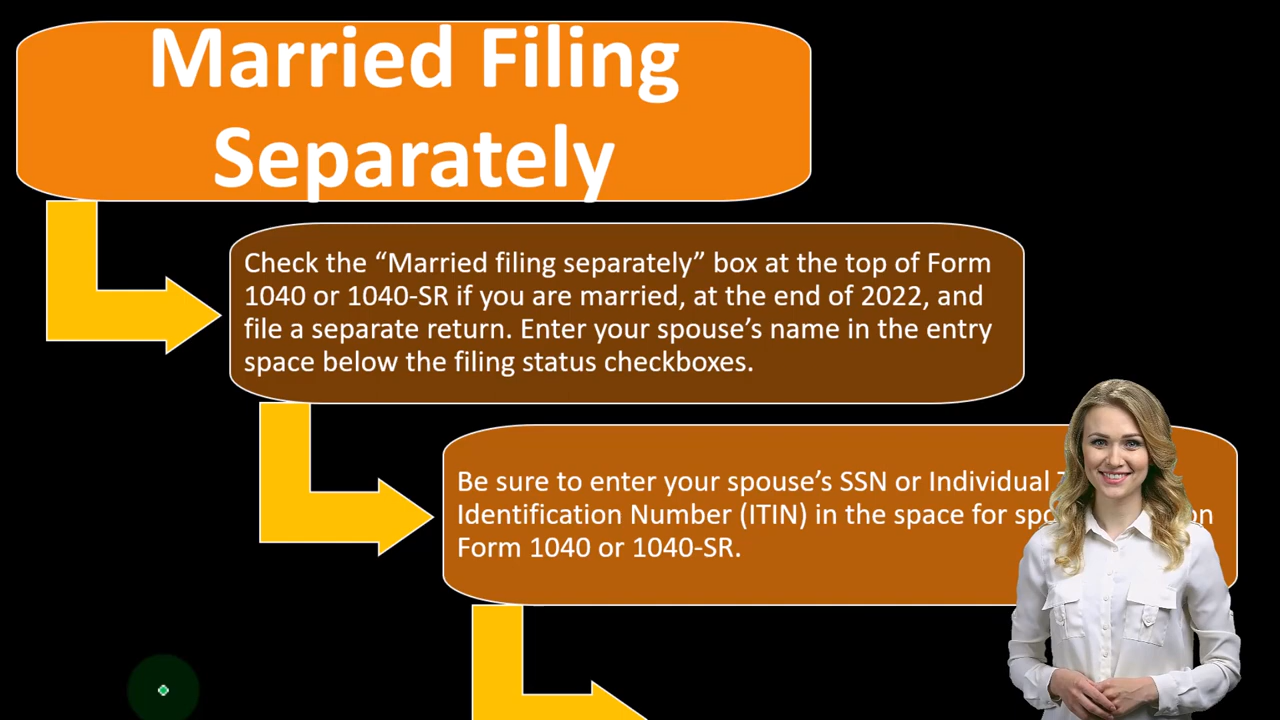 Married Filing
Separately
Check the “Married filing separately” box at the top of Form
1040 or 1040-SR if you are married, at the end of 2022, and
file a separate return. Enter your spouse’s name in the entry
space below the filing status checkboxes.
Be sure to enter your spouse’s SSN or Individual
Identification Number (ITIN) in the space for
Form 1040 or 1040-SR.